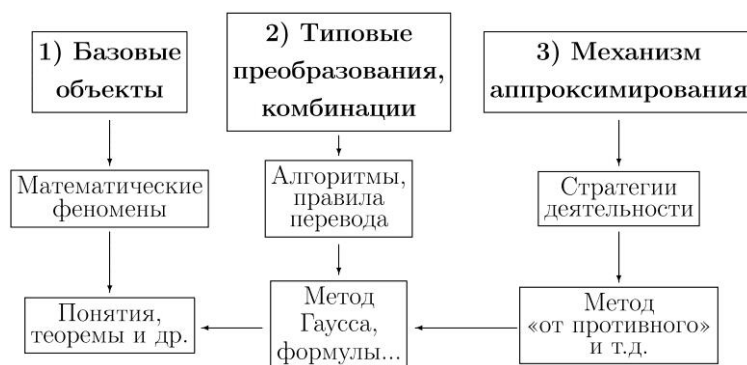 1) Базовые
объекты
2) Типовые
преобразования,
комбинации
3) Механизм
аппроксимирования
Математические
феномены
Алгоритмы,
правила
перевода
Стратегии
деятельности
Понятия,
теоремы и др.
Метод
Гаусса,
формулы...
Метод
«от противного»
и т.д.